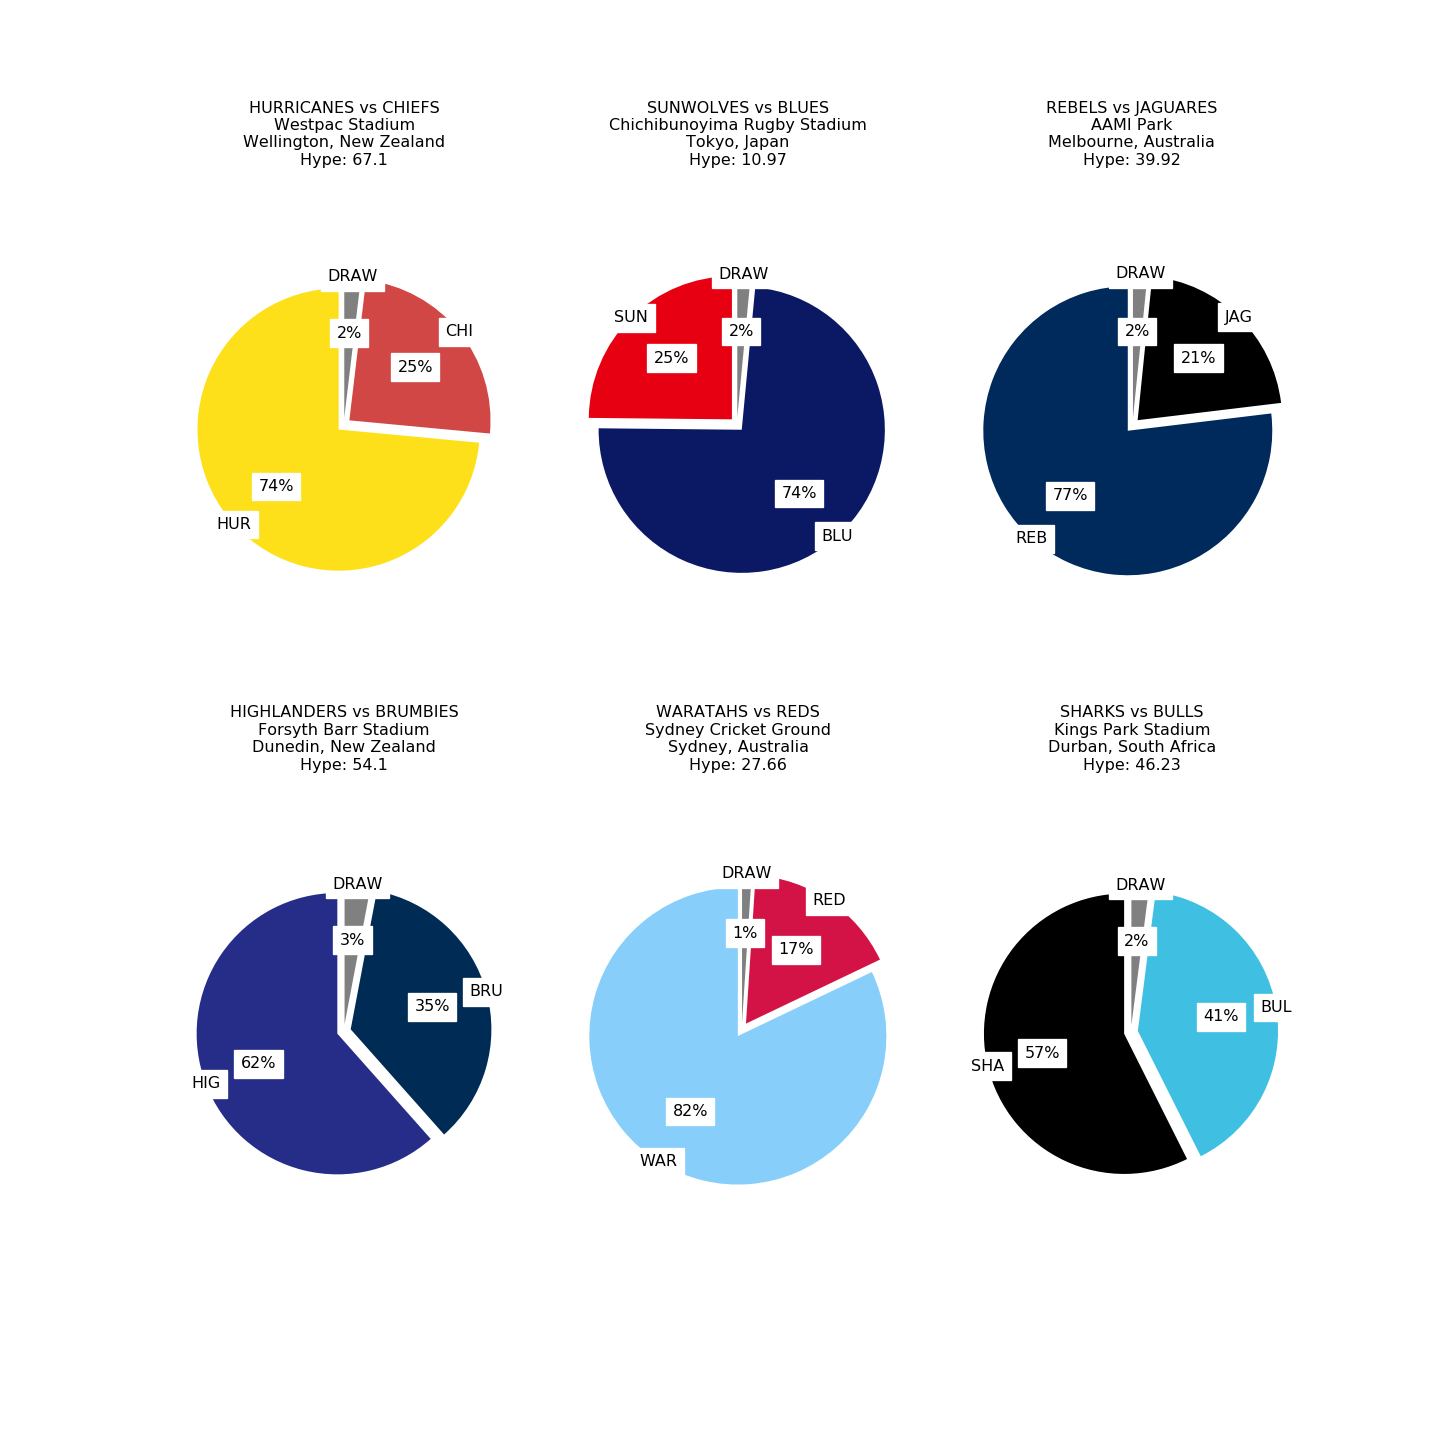 HURRICANES vs CHIEFS
Westpac Stadium
Wellington, New Zealand
Hype: 67.1
DRAW
2%
CHI
25%
74%
HUR
SUNWOLVES vs BLUES
Chichibunoyima Rugby Stadium
Tokyo, Japan
Hype: 10.97
DRAW
SUN
2%
25%
74%
BLU
REBELS vs JAGUARES
AAMI Park
Melbourne, Australia
Hype: 39.92
DRAW
JAG
2%
21%
77%
REB
HIGHLANDERS vs BRUMBIES
Forsyth Barr Stadium
Dunedin, New Zealand
Hype: 54.1
DRAW
3%
BRU
35%
62%
HIG
WARATAHS vs REDS
Sydney Cricket Ground
Sydney, Australia
Hype: 27.66
DRAW
RED
1%
17%
82%
WAR
SHARKS vs BULLS
Kings Park Stadium
Durban, South Africa
Hype: 46.23
DRAW
2%
BUL
41%
57%
SHA